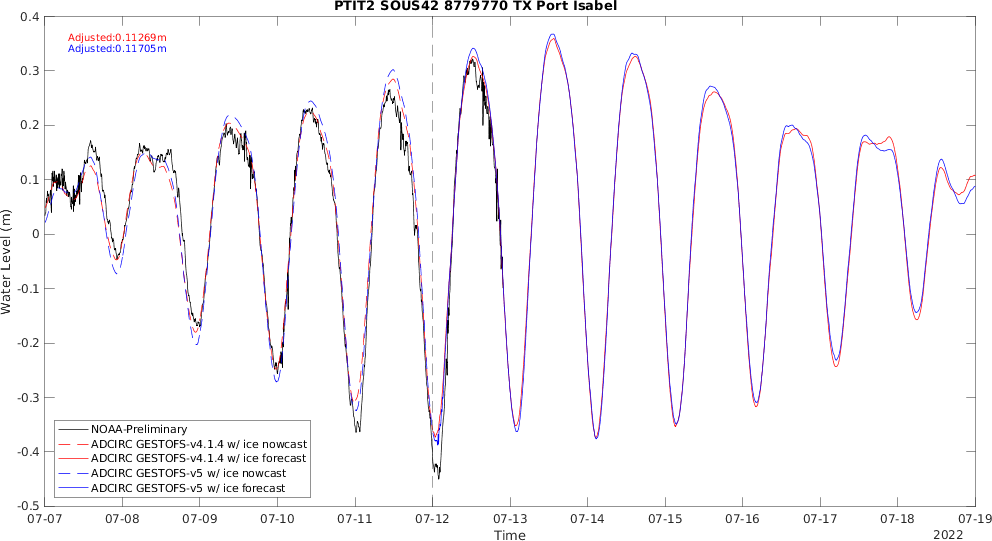 PTIT2 SOUS42 8779770 TX Port Isabel
Adjusted:0.11269m
Adjusted:0.11705m
0.4
0.3
0.2
0.1
0
-0.1
-0.2
-0.3
-0.4
-0.5
Water Level (m)
NOAA-Preliminary
ADCIRC GESTOFS-v4.1.4 w/ ice nowcast
ADCIRC GESTOFS-v4.1.4 w/ ice forecast
ADCIRC GESTOFS-v5 w/ ice nowcast
ADCIRC GESTOFS-v5 w/ ice forecast
07-07 07-08 07-09 07-10 07-11 07-12 07-13 07-14 07-15 07-16 07-17 07-18 07-19
Time
2022